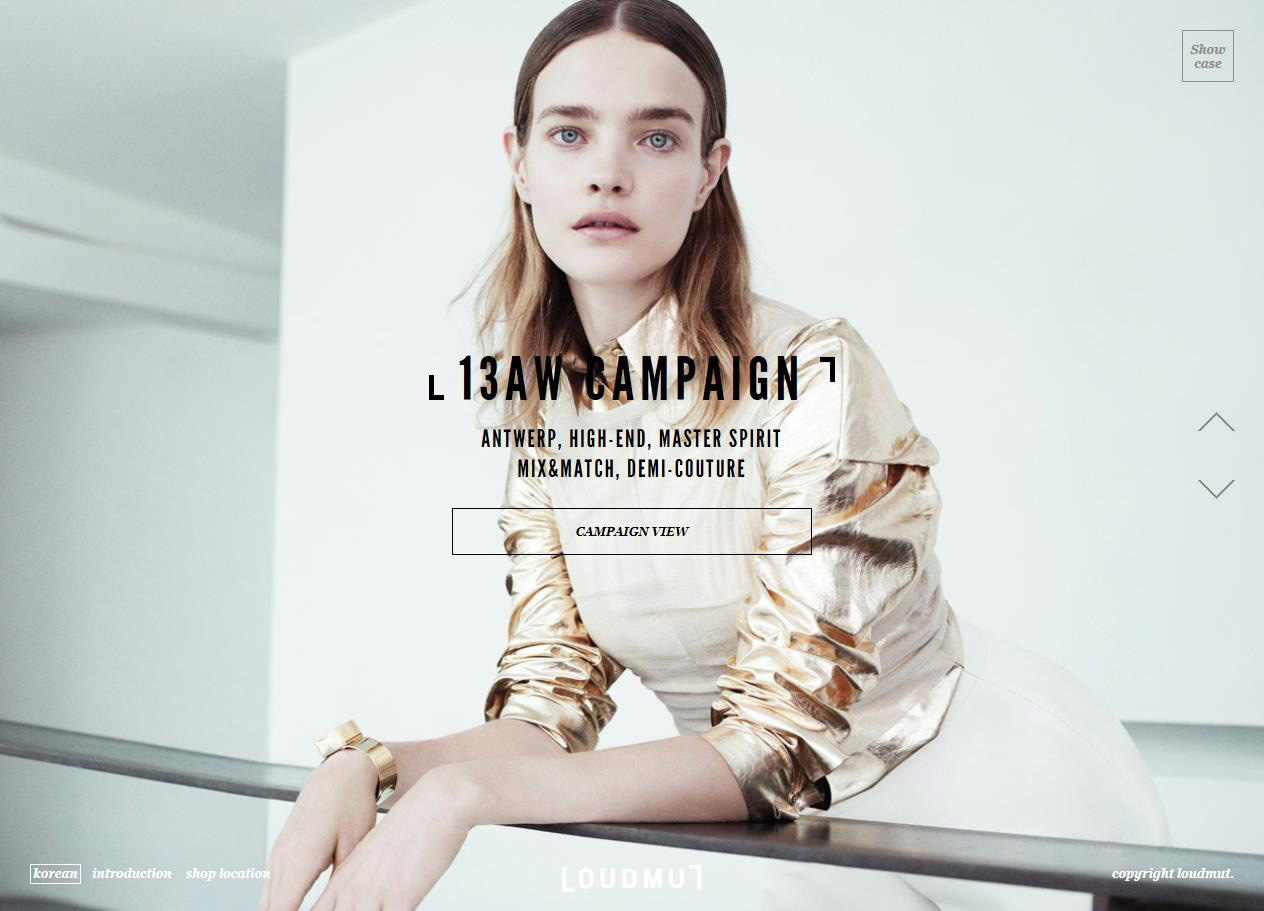 Show
case
13AW CAMPAIGN
ANTWERP, HIGH-END, MASTER SPIRIT
MIX&MATCH, DEMI-COUTURE
CAMPAIGN VIEW
korean introduction shop location
LOUDMUT
copyright loudmut.